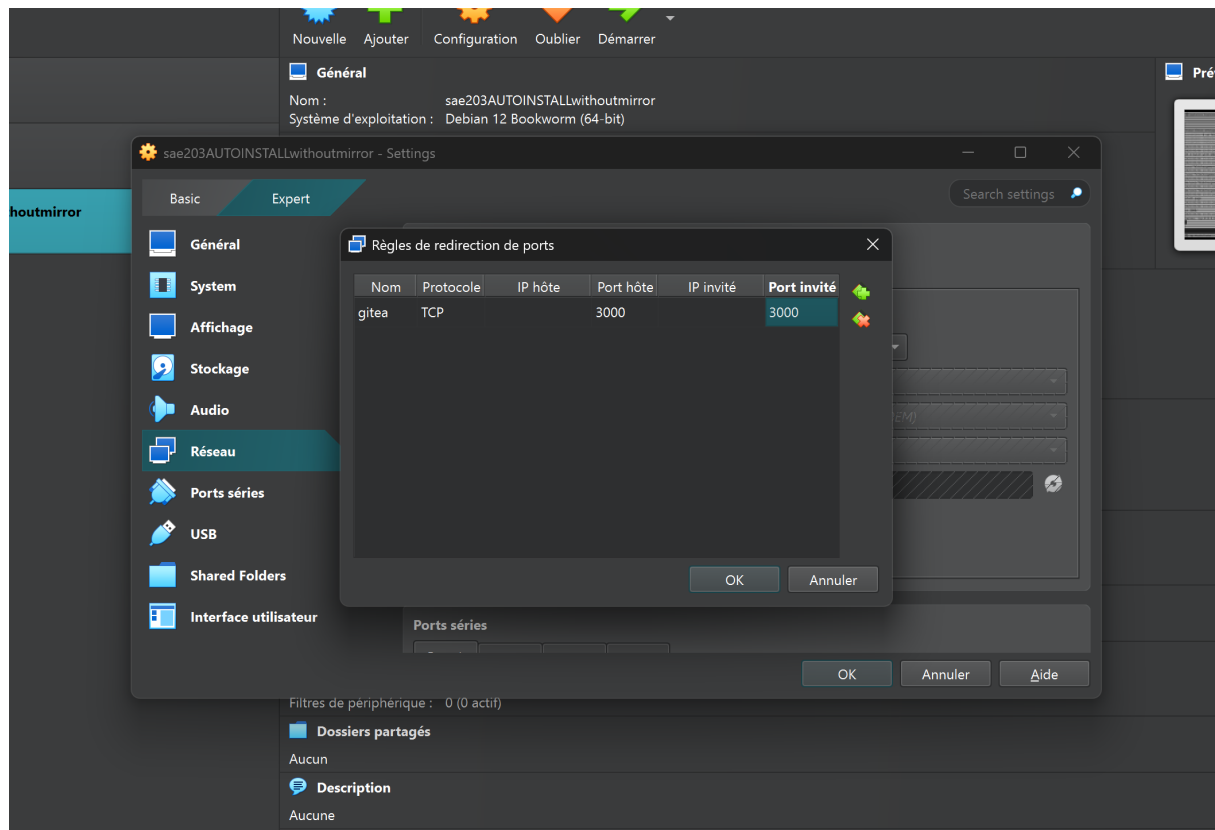 Nouvelle Ajouter Configuration Oublier Démarrer
Général
Nom : sae203AUTOINSTALLwithoutmirror
Système d'exploitation : Debian 12 Bookworm (64-bit)
Pré
houtmirror
sae203AUTOINSTALLwithoutmirror - Settings
Basic Expert Search settings
Général
System
Affichage
Stockage
Audio
Réseau
Ports séries
USB
Shared Folders
Interface utilisateur
Règles de redirection de ports
Nom Protocole IP hôte Port hôte IP invité Port invité
gitea TCP 3000 3000
OK Annuler
EM)
Ports séries
OK Annuler Aide
Filtres de périphérique : 0 (0 actif)
Dossiers partagés
Aucun
Description
Aucune